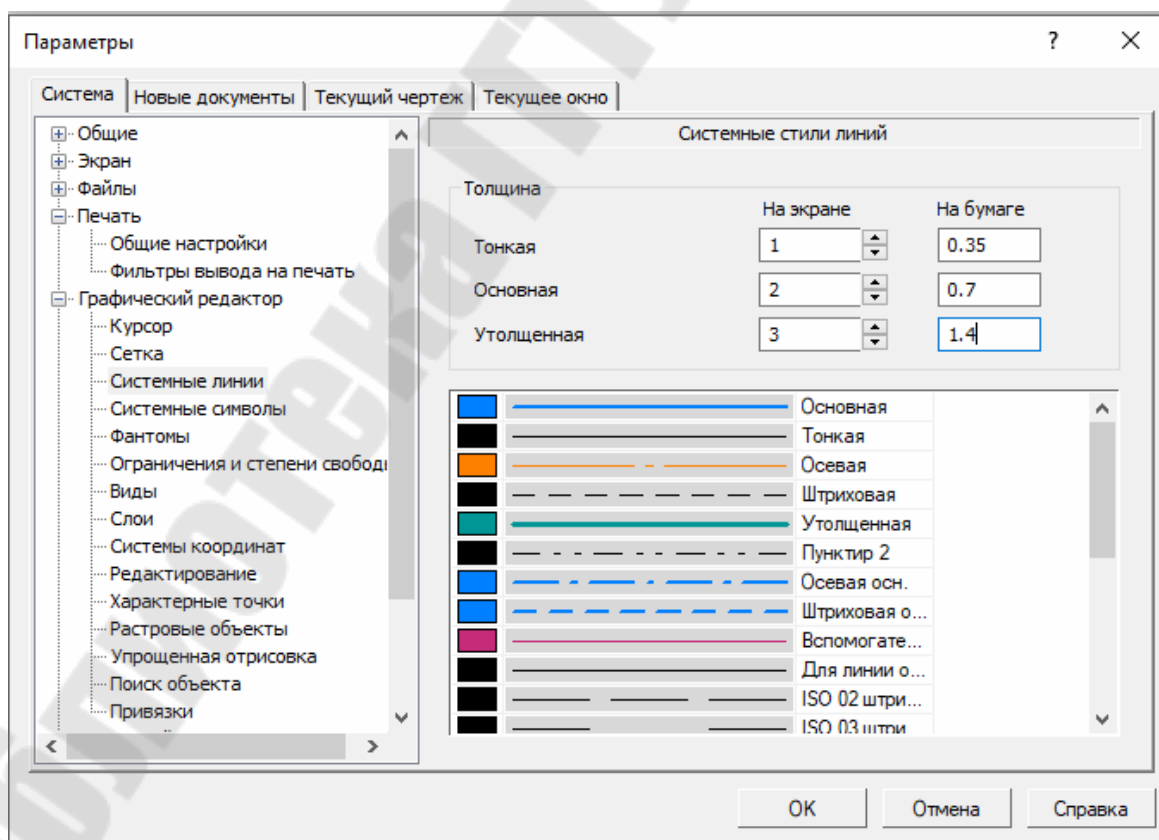 Параметры ? ×
Система Новые документы Текущий чертеж Текущее окно
Общие
Экран
Файлы
Печать
Общие настройки
Фильтры вывода на печать
Графический редактор
Курсор
Сетка
Системные линии
Системные символы
Фантомы
Ограничения и степени свободы
Виды
Слои
Системы координат
Редактирование
Характерные точки
Растровые объекты
Упрощенная отрисовка
Поиск объекта
Привязки
Системные стили линий
Толщина
На экране На бумаге
Тонкая 1 0.35
Основная 2 0.7
Утолщенная 3 1.4
Основная
Тонкая
Осевая
Штриховая
Утолщенная
Пунктир 2
Осевая осн.
Штриховая о...
Вспомогате...
Для линии о...
ISO 02 штри...
ISO 03 штри
OK Отмена Справка